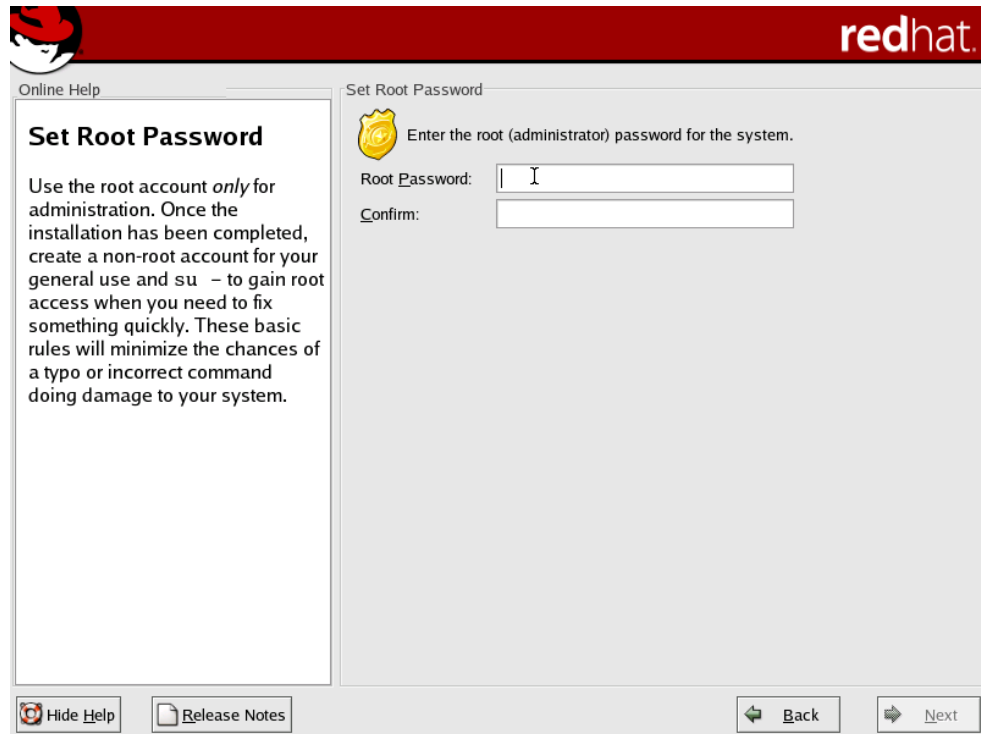 redhat.
Online Help
Set Root Password
Use the root account only for
administration. Once the
installation has been completed,
create a non-root account for your
general use and su – to gain root
access when you need to fix
something quickly. These basic
rules will minimize the chances of
a typo or incorrect command
doing damage to your system.
Set Root Password
Enter the root (administrator) password for the system.
Root Password:
Confirm:
Hide Help
Release Notes
Back
Next